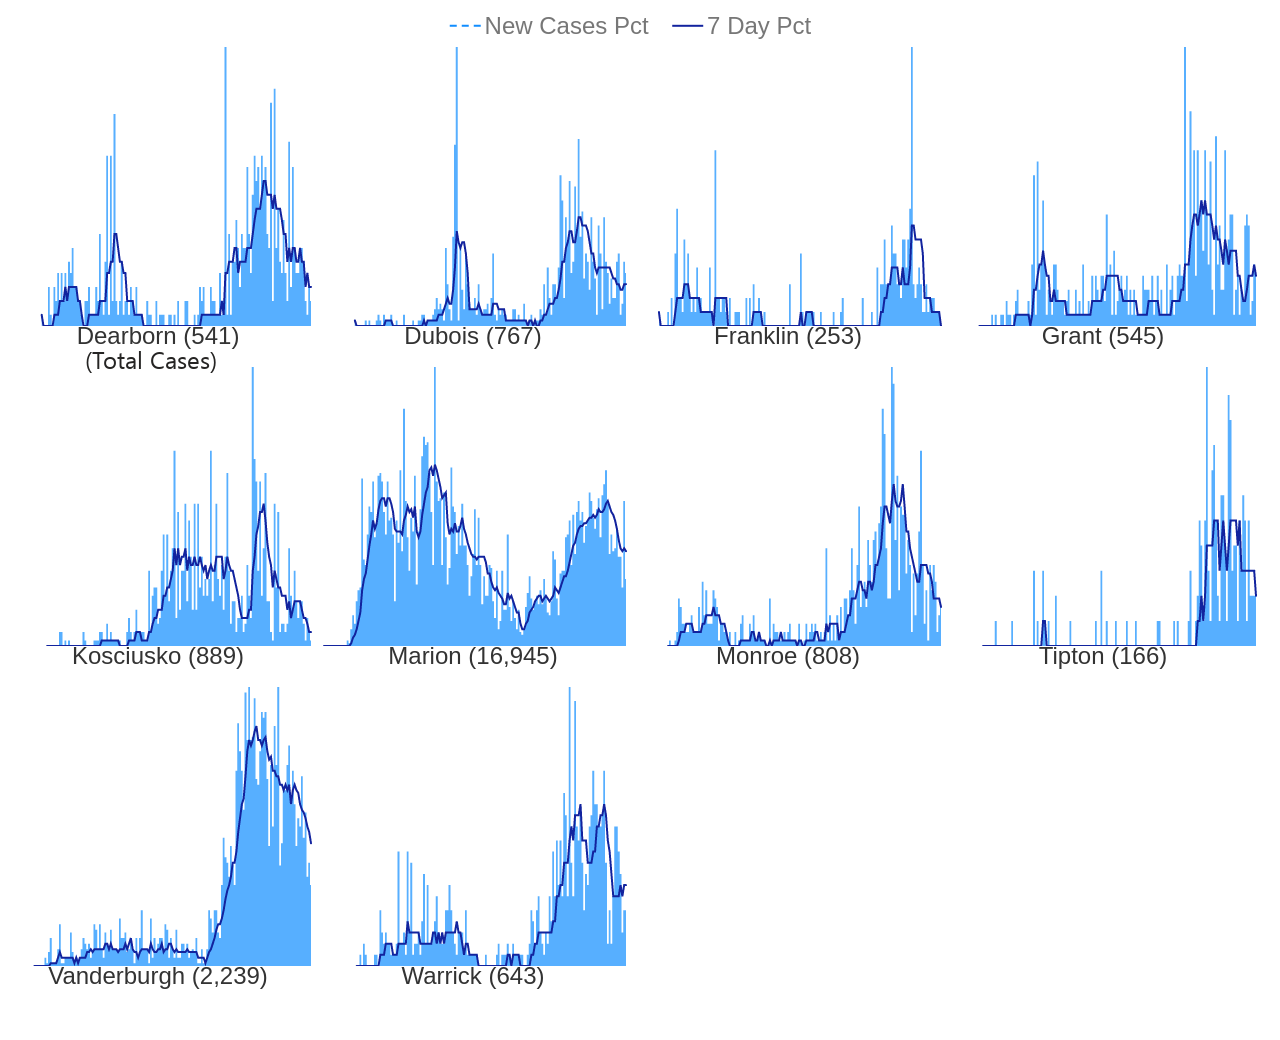 New Cases Pct 7 Day Pct
Dearborn (541) Dubois (767) Franklin (253) Grant (545)
(Total Cases)
Kosciusko (889) Marion (16,945) Monroe (808) Tipton (166)
Vanderburgh (2,239) Warrick (643)